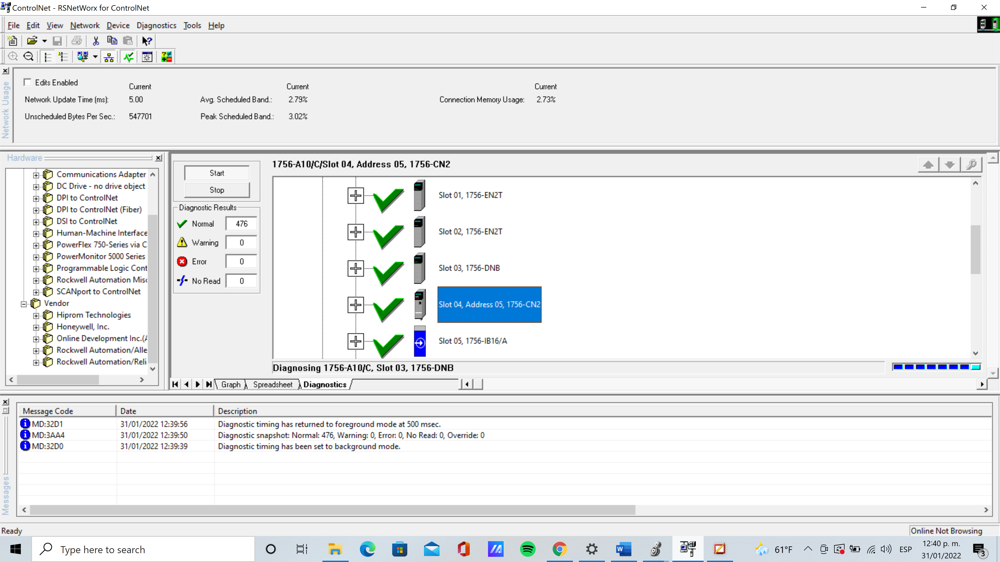 ControlNet - RSNetWorx for ControlNet
File Edit View Network Device Diagnostics Tools Help
Network Usage
Edits Enabled
Current Current Current
Network Update Time (ms): 5.00 Avg. Scheduled Band.: 2.79% Connection Memory Usage: 2.73%
Unscheduled Bytes Per Sec.: 547701 Peak Scheduled Band.: 3.02%
Hardware
Communications Adapter
DC Drive - no drive object
DPI to ControlNet
DPI to ControlNet (Fiber)
DSI to ControlNet
Human-Machine Interface
PowerFlex 750-Series via C
PowerMonitor 5000 Series
Programmable Logic Cont
Rockwell Automation Misc
SCANport to ControlNet
Vendor
Hiprom Technologies
Honeywell, Inc.
Online Development Inc.(A
Rockwell Automation/Alle
Rockwell Automation/Reli
Start
Stop
Diagnostic Results
Normal 476
Warning 0
Error 0
No Read 0
1756-A10/C/Slot 04, Address 05, 1756-CN2
Slot 01, 1756-EN2T
Slot 02, 1756-EN2T
Slot 03, 1756-DNB
Slot 04, Address 05, 1756-CN2
Slot 05, 1756-IB16/A
Diagnosing 1756-A10/C, Slot 03, 1756-DNB
Graph Spreadsheet Diagnostics
Messages
Message Code Date Description
MD:32D1 31/01/2022 12:39:56 Diagnostic timing has returned to foreground mode at 500 msec.
MD:3AA4 31/01/2022 12:39:50 Diagnostic snapshot: Normal: 476, Warning: 0, Error: 0, No Read: 0, Override: 0
MD:32D0 31/01/2022 12:39:39 Diagnostic timing has been set to background mode.
Ready
Online Not Browsing
Type here to search
61°F
ESP
12:40 p. m.
31/01/2022
3